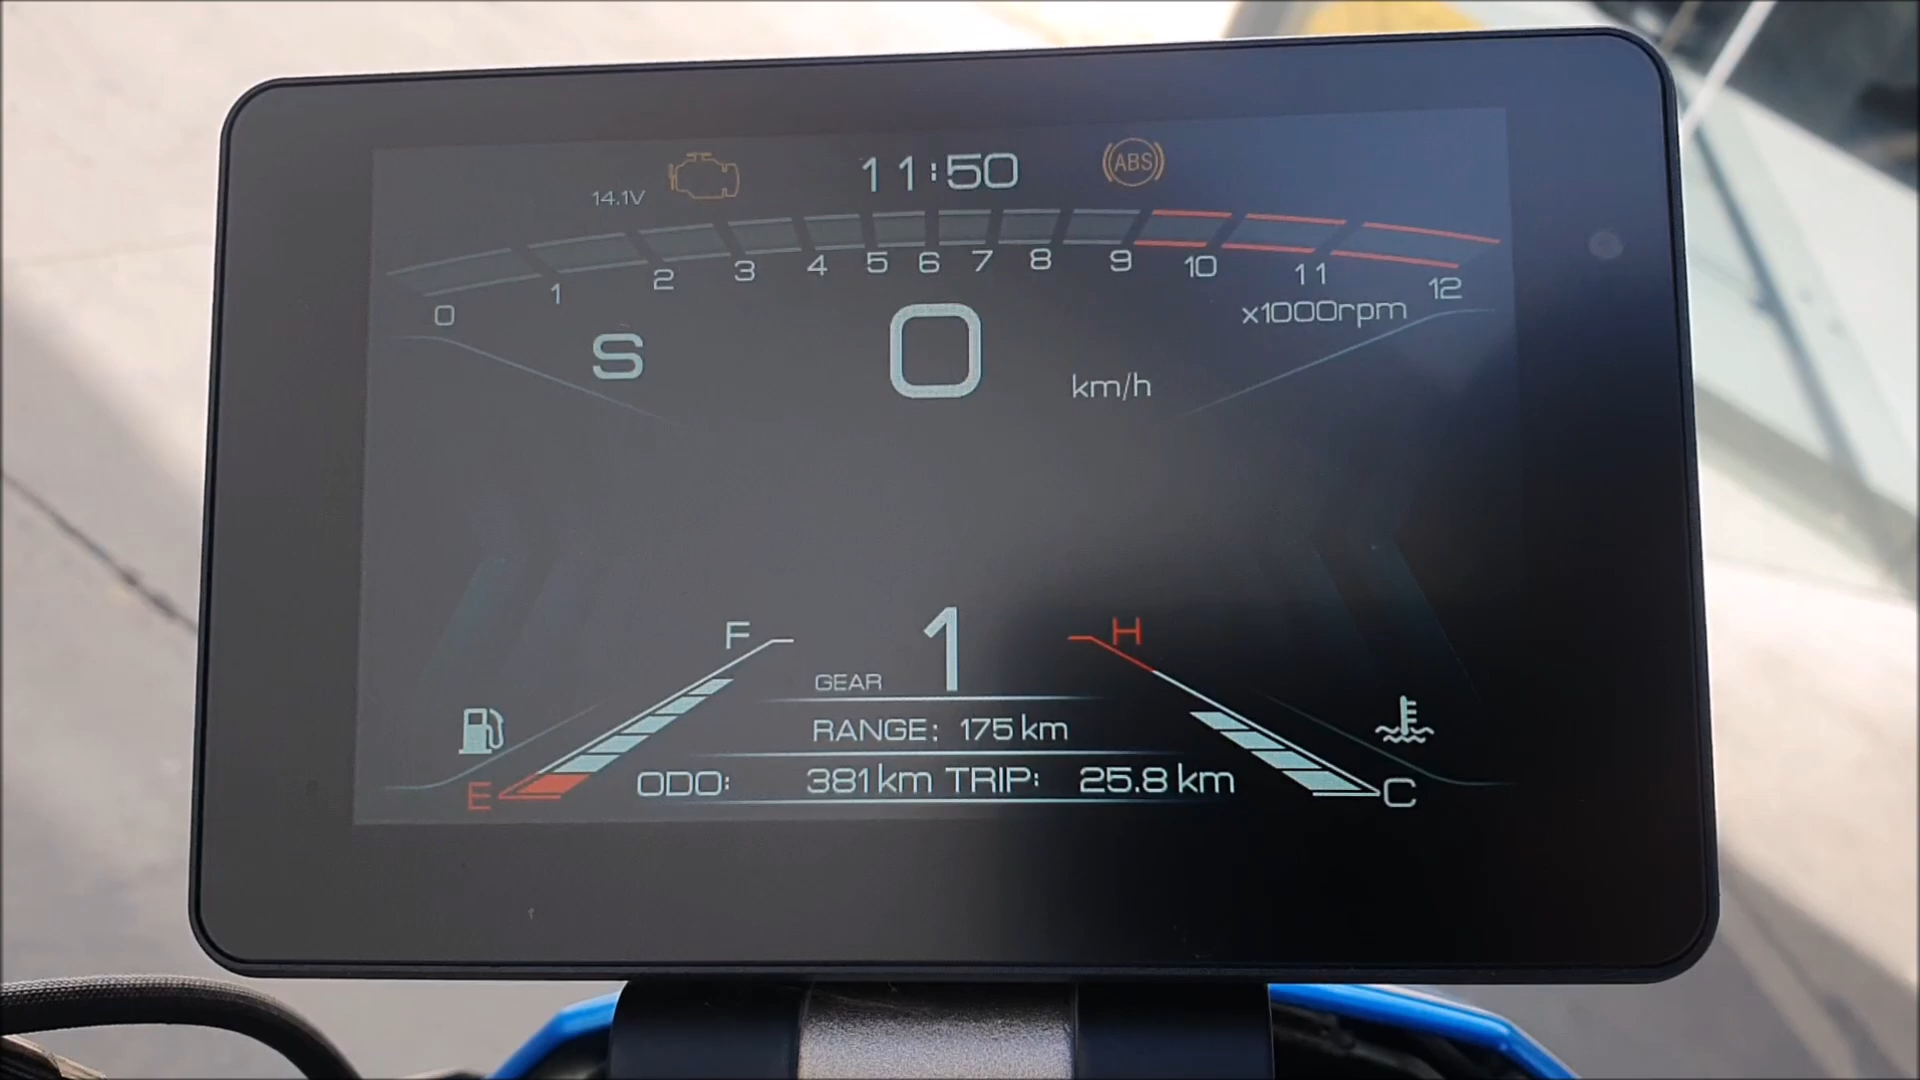 11:50
ABS
14.1V
0 1 2 3 4 5 6 7 8 9 10 11 12
x1000rpm
S
0
km/h
F
1
H
GEAR
RANGE: 175 km
E
ODO: 381 km TRIP: 25.8 km
C